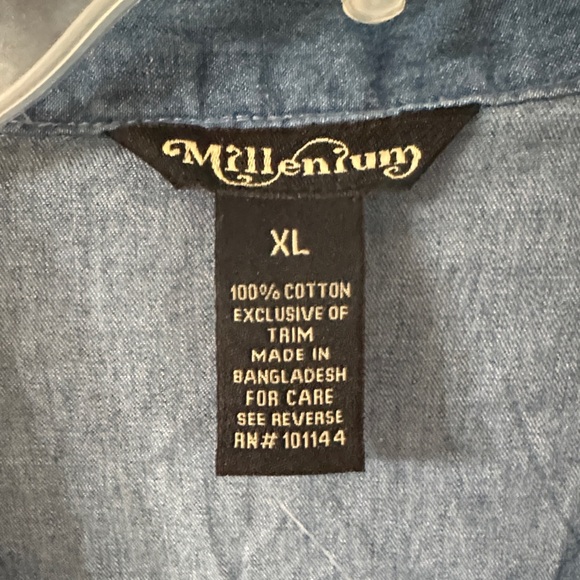 Millenium
XL
100% COTTON
EXCLUSIVE OF
TRIM
MADE IN
BANGLADESH
FOR CARE
SEE REVERSE
RN# 101144